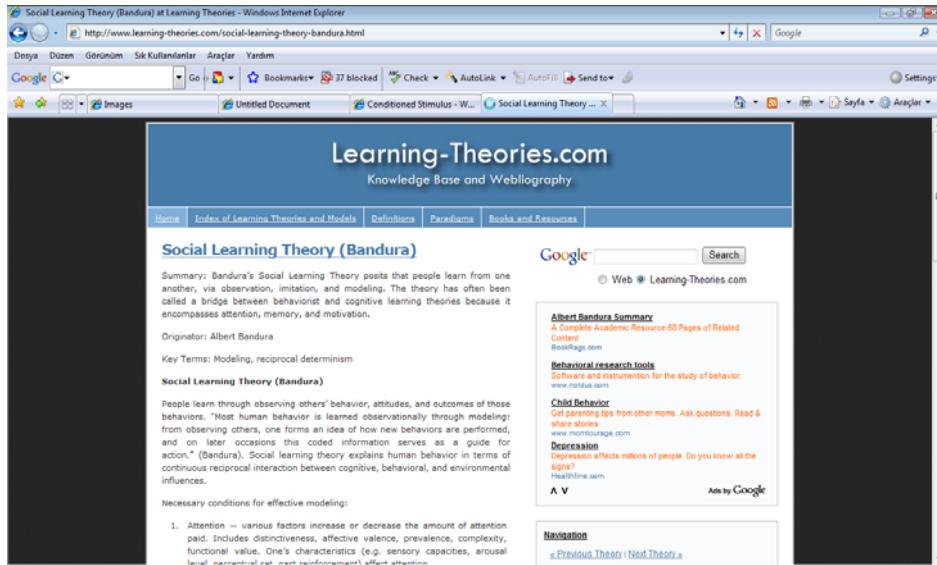 Social Learning Theory (Bandura) at Learning Theories - Windows Internet Explorer
http://www.learning-theories.com/social-learning-theory-bandura.html
Google
Dosya Düzen Görünüm Sık Kullanılanlar Araçlar Yardım
Google G Go Bookmarks 37 blocked Check AutoLink AutoFill Send to Settings
Images Untitled Document Conditioned Stimulus - W... Social Learning Theory ... X Sayfa Araçlar
Learning-Theories.com
Knowledge Base and Webliography
Home Index of Learning Theories and Models Definitions Paradigms Books and Resources
Social Learning Theory (Bandura)
Summary: Bandura's Social Learning Theory posits that people learn from one
another, via observation, imitation, and modeling. The theory has often been
called a bridge between behaviorist and cognitive learning theories because it
encompasses attention, memory, and motivation.
Originator: Albert Bandura
Key Terms: Modeling, reciprocal determinism
Social Learning Theory (Bandura)
People learn through observing others' behavior, attitudes, and outcomes of those
behaviors. "Most human behavior is learned observationally through modeling:
from observing others, one forms an idea of how new behaviors are performed,
and on later occasions this coded information serves as a guide for
action." (Bandura). Social learning theory explains human behavior in terms of
continuous reciprocal interaction between cognitive, behavioral, and environmental
influences.
Necessary conditions for effective modeling:
1. Attention — various factors increase or decrease the amount of attention
paid. Includes distinctiveness, affective valence, prevalence, complexity,
functional value. One's characteristics (e.g. sensory capacities, arousal
level, perceptual set, past reinforcement) affect attention.
Google Search
Web Learning-Theories.com
Albert Bandura Summary
A Complete Academic Resource 68 Pages of Related
Content
BookRags.com
Behavioral research tools
Software and instrumention for the study of behavior.
www.noldus.com
Child Behavior
Get parenting tips from other moms. Ask questions. Read &
share stories
www.momtourage.com
Depression
Depression affects millions of people. Do you know all the
signs?
Healthline.com
Ads by Google
Navigation
« Previous Theory | Next Theory »